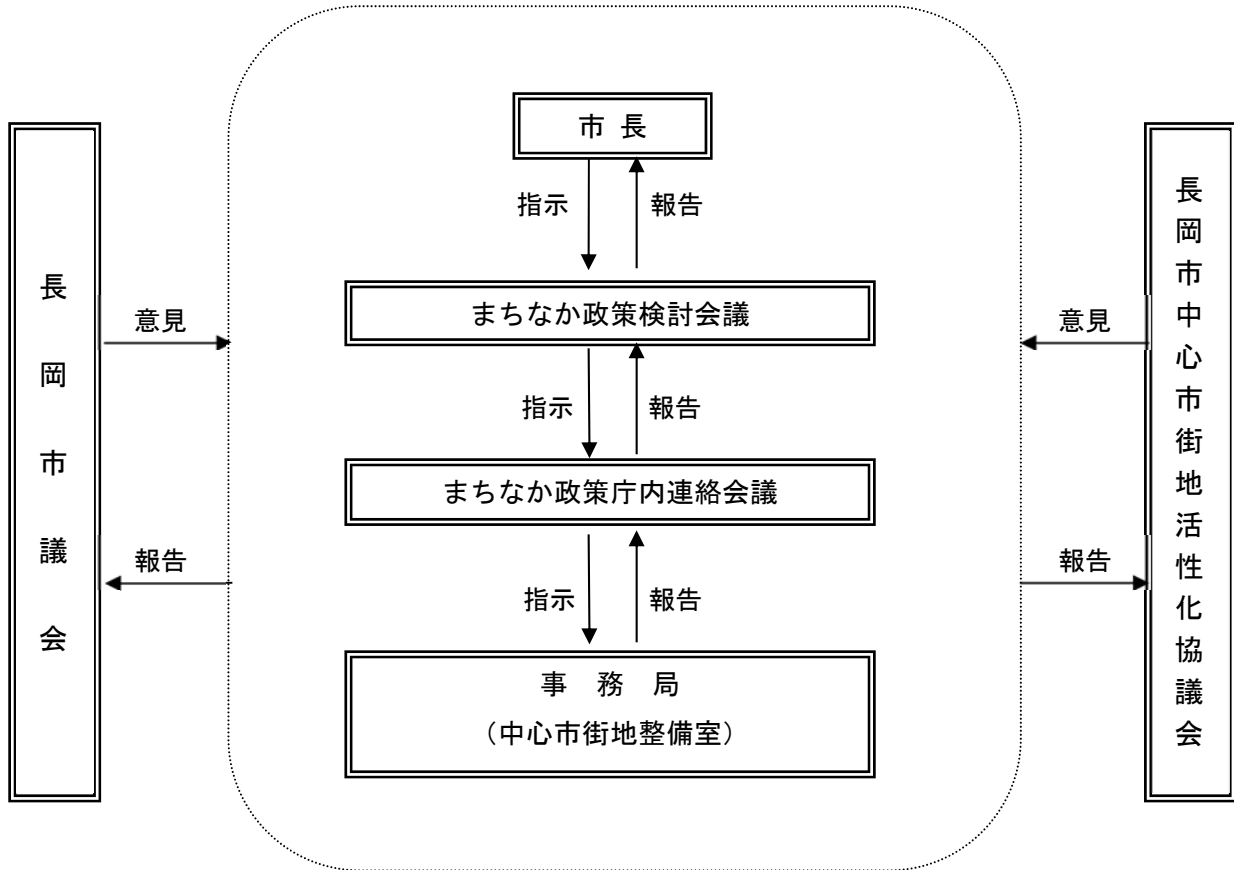 市 長
指示
報告
まちなか政策検討会議
指示
報告
まちなか政策庁内連絡会議
指示
報告
事 務 局
（中心市街地整備室）
長岡市議会
意見
報告
意見
報告
長岡市中心市街地活性化協議会